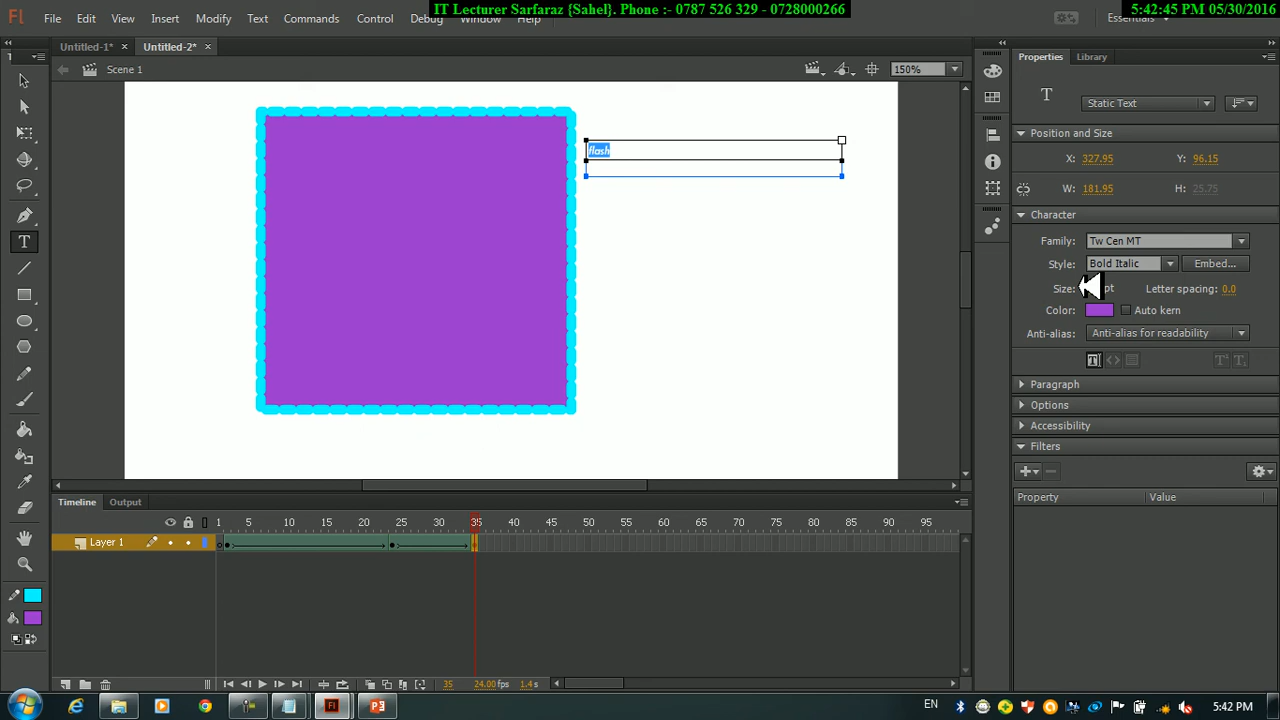 IT Lecturer Sarfaraz {Sahel}. Phone :- 0787 526 329 - 0728000266
5:42:45 PM 05/30/2016
Fl File Edit View Insert Modify Text Commands Control Debug Window Help Essentials
Untitled-1* × Untitled-2* ×
Scene 1
150%
flash
Properties Library
T Static Text
Position and Size
X: 327.95 Y: 96.15
W: 181.95 H: 25.75
Character
Family: Tw Cen MT
Style: Bold Italic Embed...
Size: pt Letter spacing: 0.0
Color: Auto kern
Anti-alias: Anti-alias for readability
Paragraph
Options
Accessibility
Filters
Property Value
Timeline Output
1 5 10 15 20 25 30 35 40 45 50 55 60 65 70 75 80 85 90 95
Layer 1
35 24.00 fps 1.4 s
EN 5:42 PM